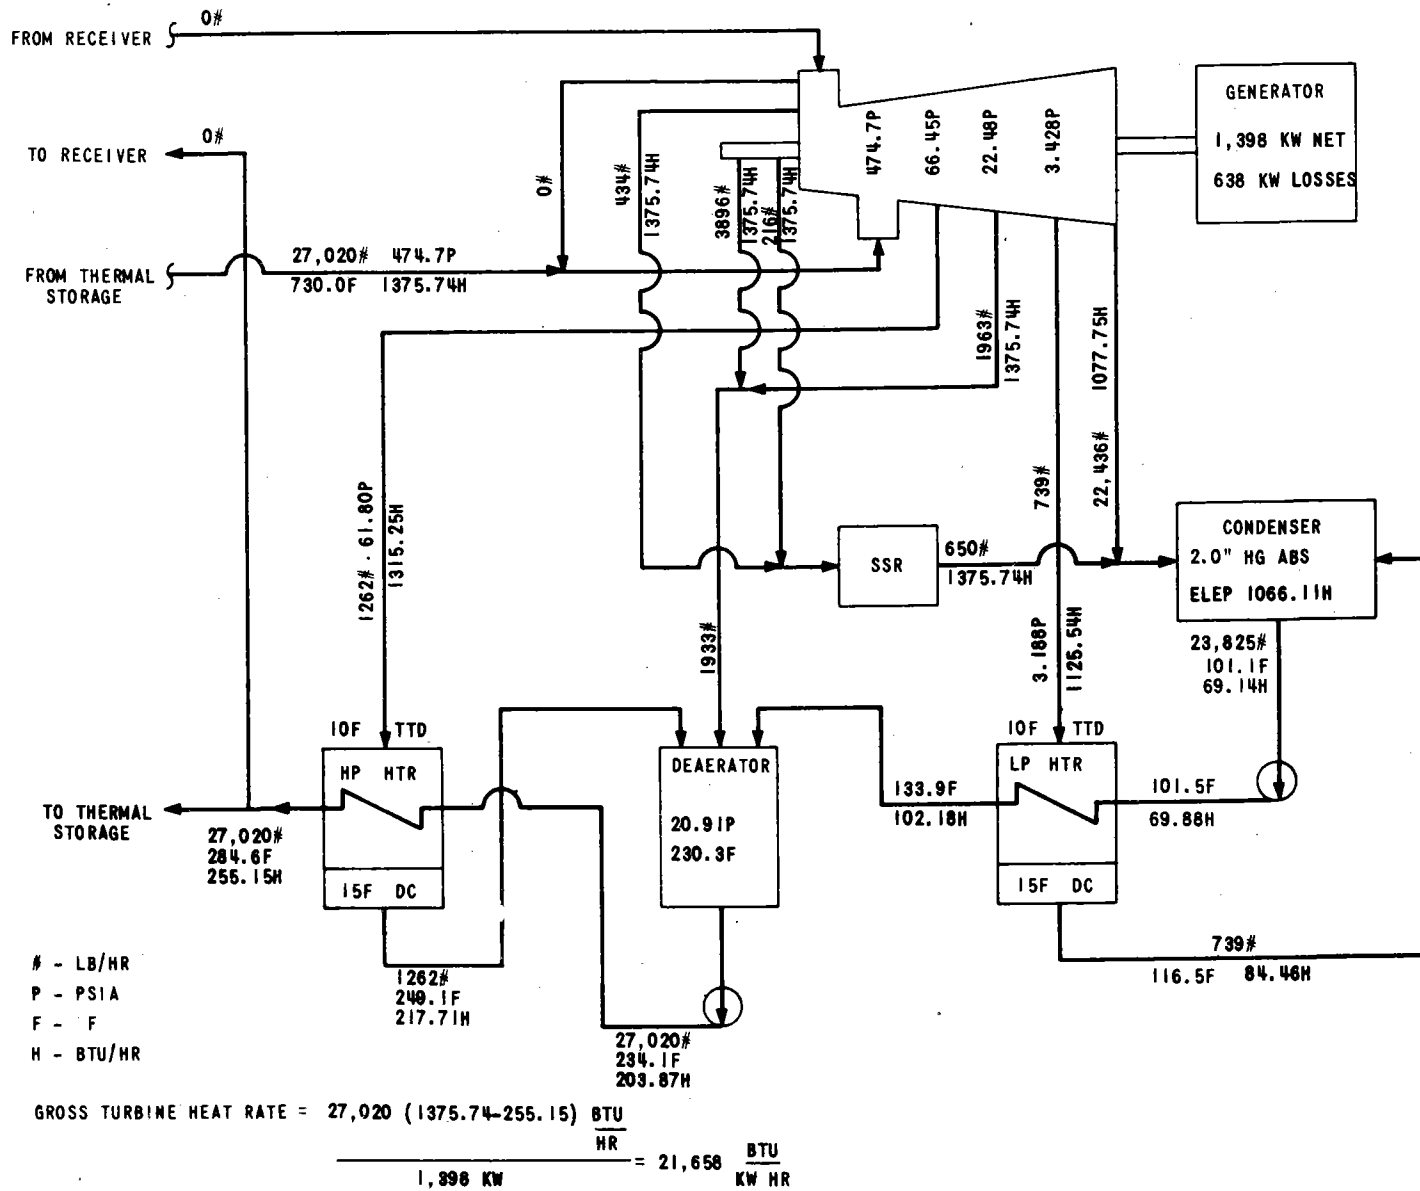 FROM RECEIVER
0#
TO RECEIVER
0#
FROM THERMAL
STORAGE
27,020# 474.7P
730.0F 1375.74H
0#
434#
1375.74H
3896#
1375.74H
216#
1375.74H
474.7P
66.45P
22.48P
3.428P
GENERATOR
1,398 KW NET
638 KW LOSSES
1963#
1375.74H
22,436# 1077.75H
739#
3.188P
1125.54H
1262# . 61.80P
1315.25H
1933#
SSR
650#
1375.74H
CONDENSER
2.0" HG ABS
ELEP 1066.11H
23,825#
101.1F
69.14H
10F TTD
HP HTR
15F DC
DEAERATOR
20.91P
230.3F
10F TTD
LP HTR
15F DC
133.9F
102.18H
101.5F
69.88H
TO THERMAL
STORAGE
27,020#
284.6F
255.15H
1262#
249.1F
217.71H
27,020#
234.1F
203.87H
739#
116.5F 84.46H
# - LB/HR
P - PSIA
F - F
H - BTU/HR
GROSS TURBINE HEAT RATE = 27,020 (1375.74-255.15) BTU
HR
1,398 KW
= 21,658 BTU
KW HR